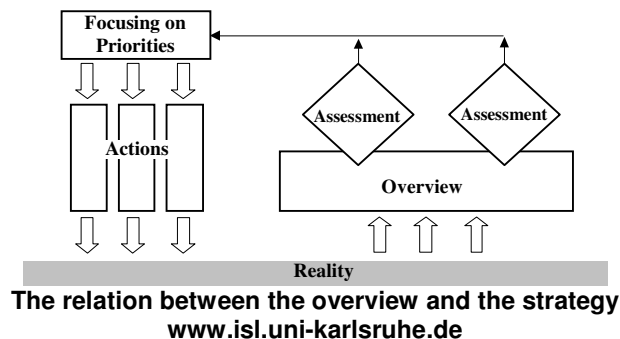 Focusing on
Priorities
Assessment
Assessment
Actions
Overview
Reality
The relation between the overview and the strategy
www.isl.uni-karlsruhe.de